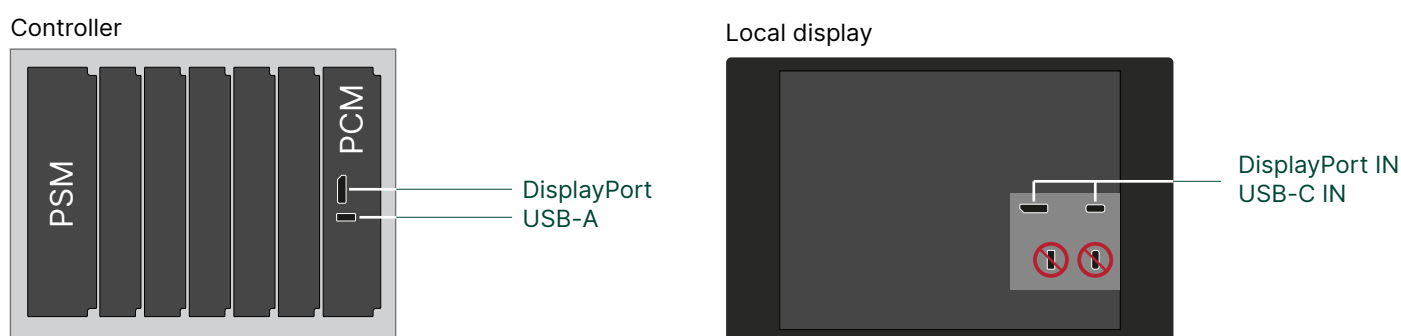 Controller
Local display
PSM
PCM
DisplayPort
USB-A
DisplayPort IN
USB-C IN